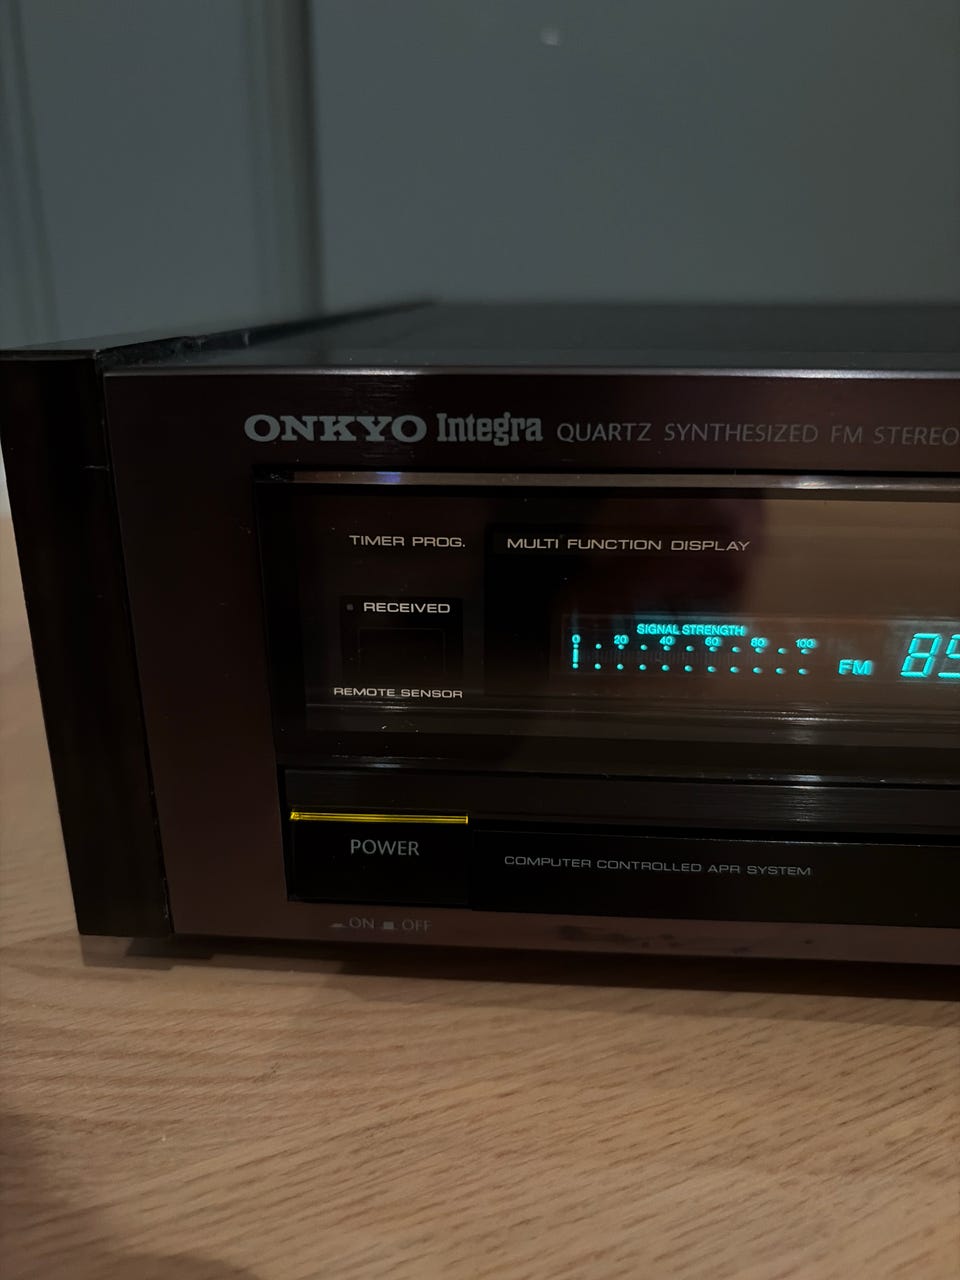 ONKYO Integra QUARTZ SYNTHESIZED FM STEREO
TIMER PROG.
MULTI FUNCTION DISPLAY
RECEIVED
REMOTE SENSOR
SIGNAL STRENGTH
0 20 40 60 80 100
FM
POWER
COMPUTER CONTROLLED APR SYSTEM
ON OFF